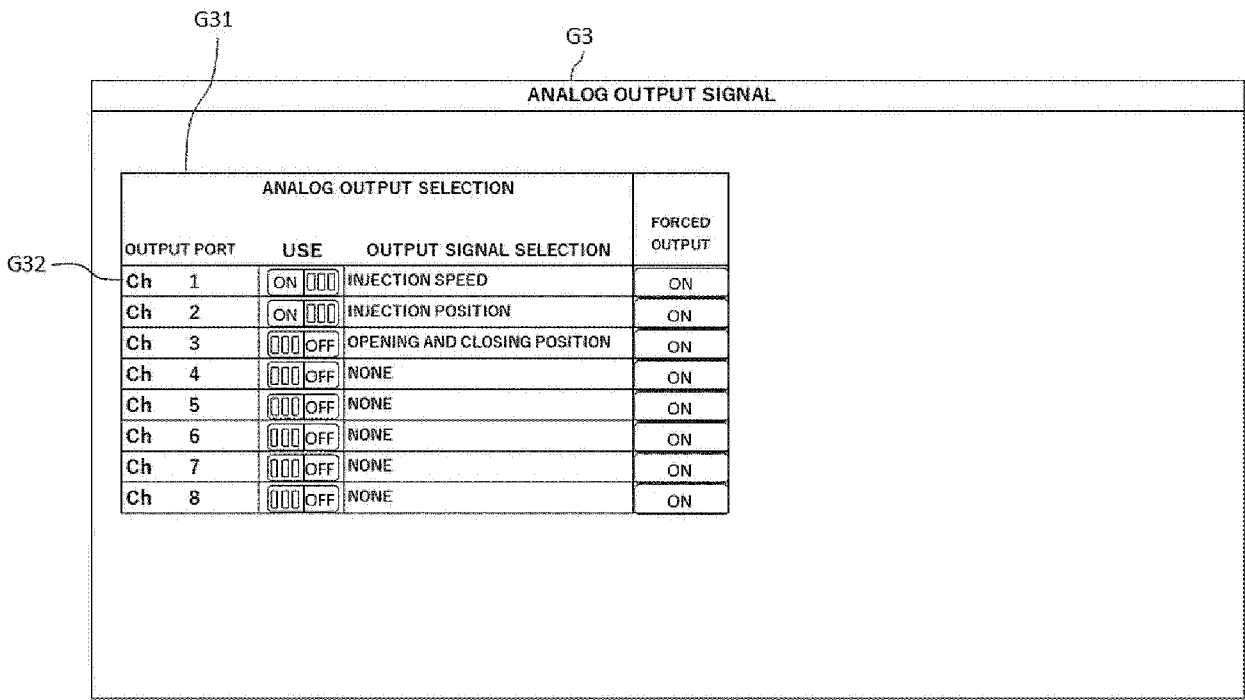 G31
G3
ANALOG OUTPUT SIGNAL
ANALOG OUTPUT SELECTION
FORCED
OUTPUT
OUTPUT PORT USE OUTPUT SIGNAL SELECTION
G32
Ch 1 ON INJECTION SPEED ON
Ch 2 ON INJECTION POSITION ON
Ch 3 OFF OPENING AND CLOSING POSITION ON
Ch 4 OFF NONE ON
Ch 5 OFF NONE ON
Ch 6 OFF NONE ON
Ch 7 OFF NONE ON
Ch 8 OFF NONE ON